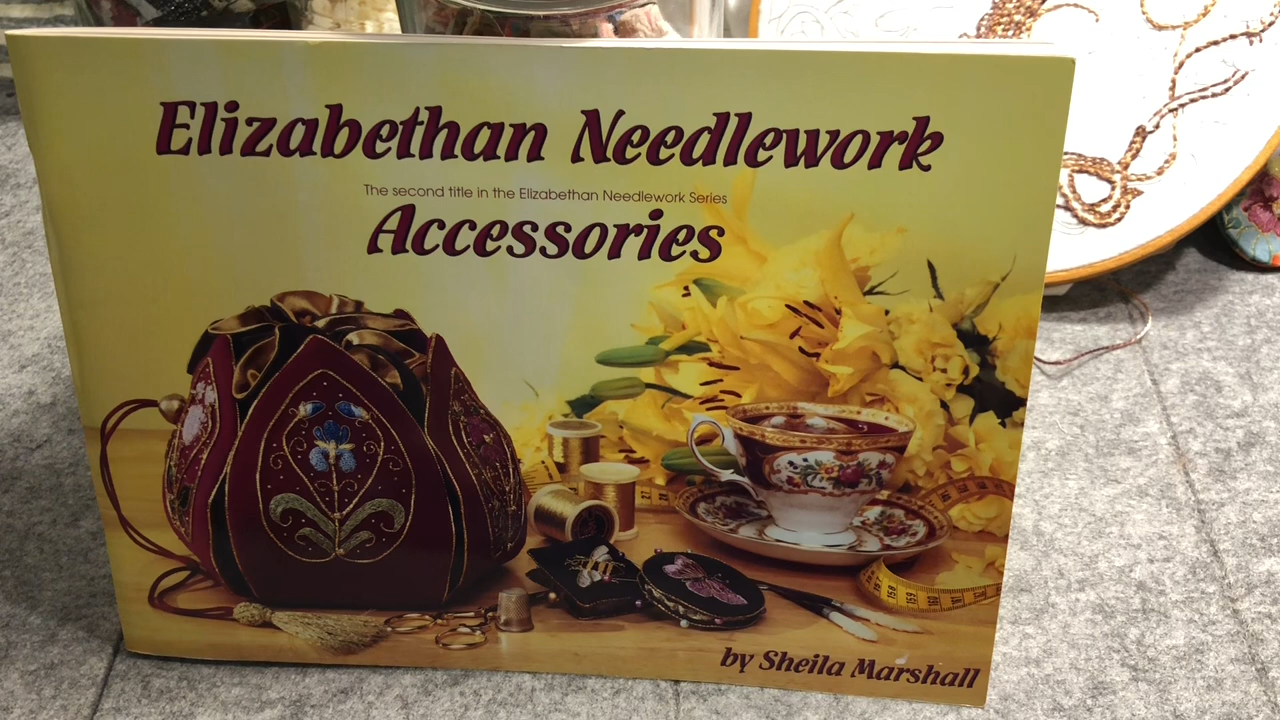 Elizabethan Needlework
The second title in the Elizabethan Needlework Series
Accessories
by Sheila Marshall